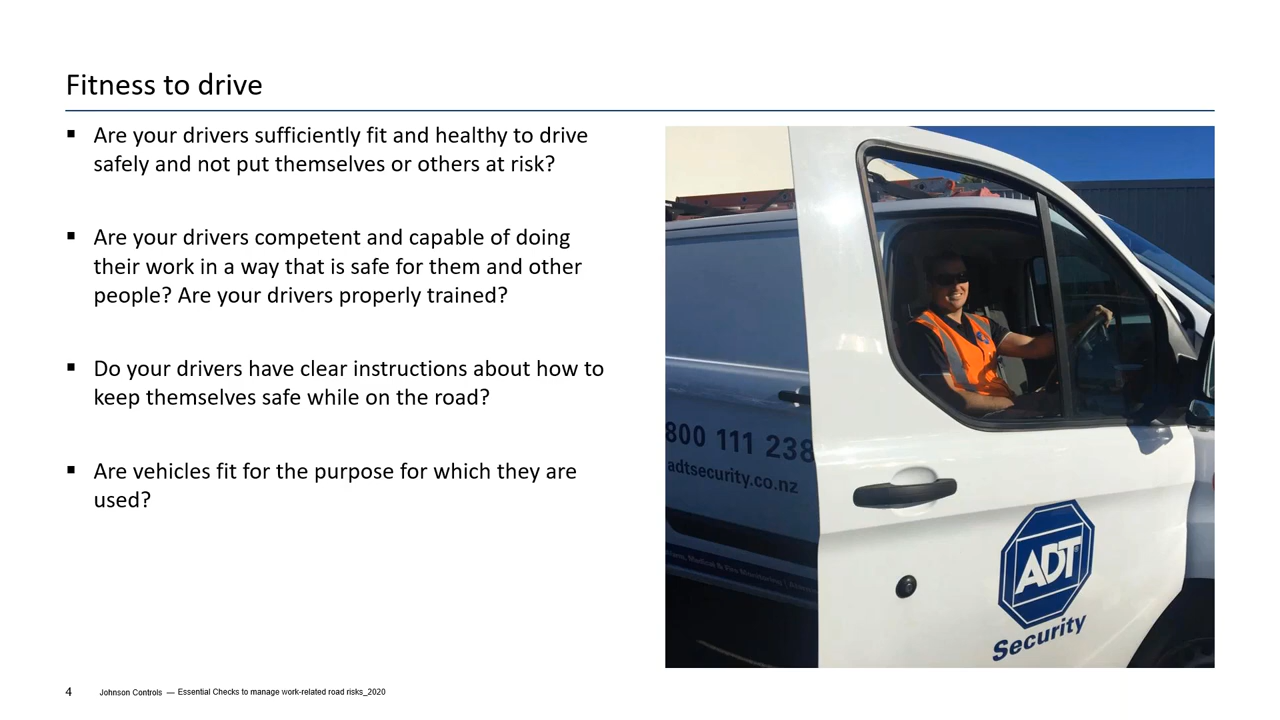 Fitness to drive
▪ Are your drivers sufficiently fit and healthy to drive
safely and not put themselves or others at risk?
▪ Are your drivers competent and capable of doing
their work in a way that is safe for them and other
people? Are your drivers properly trained?
▪ Do your drivers have clear instructions about how to
keep themselves safe while on the road?
▪ Are vehicles fit for the purpose for which they are
used?
800 111 238
adtsecurity.co.nz
Medical & Fire Monitoring
ADT
Security
4 Johnson Controls — Essential Checks to manage work-related road risks_2020